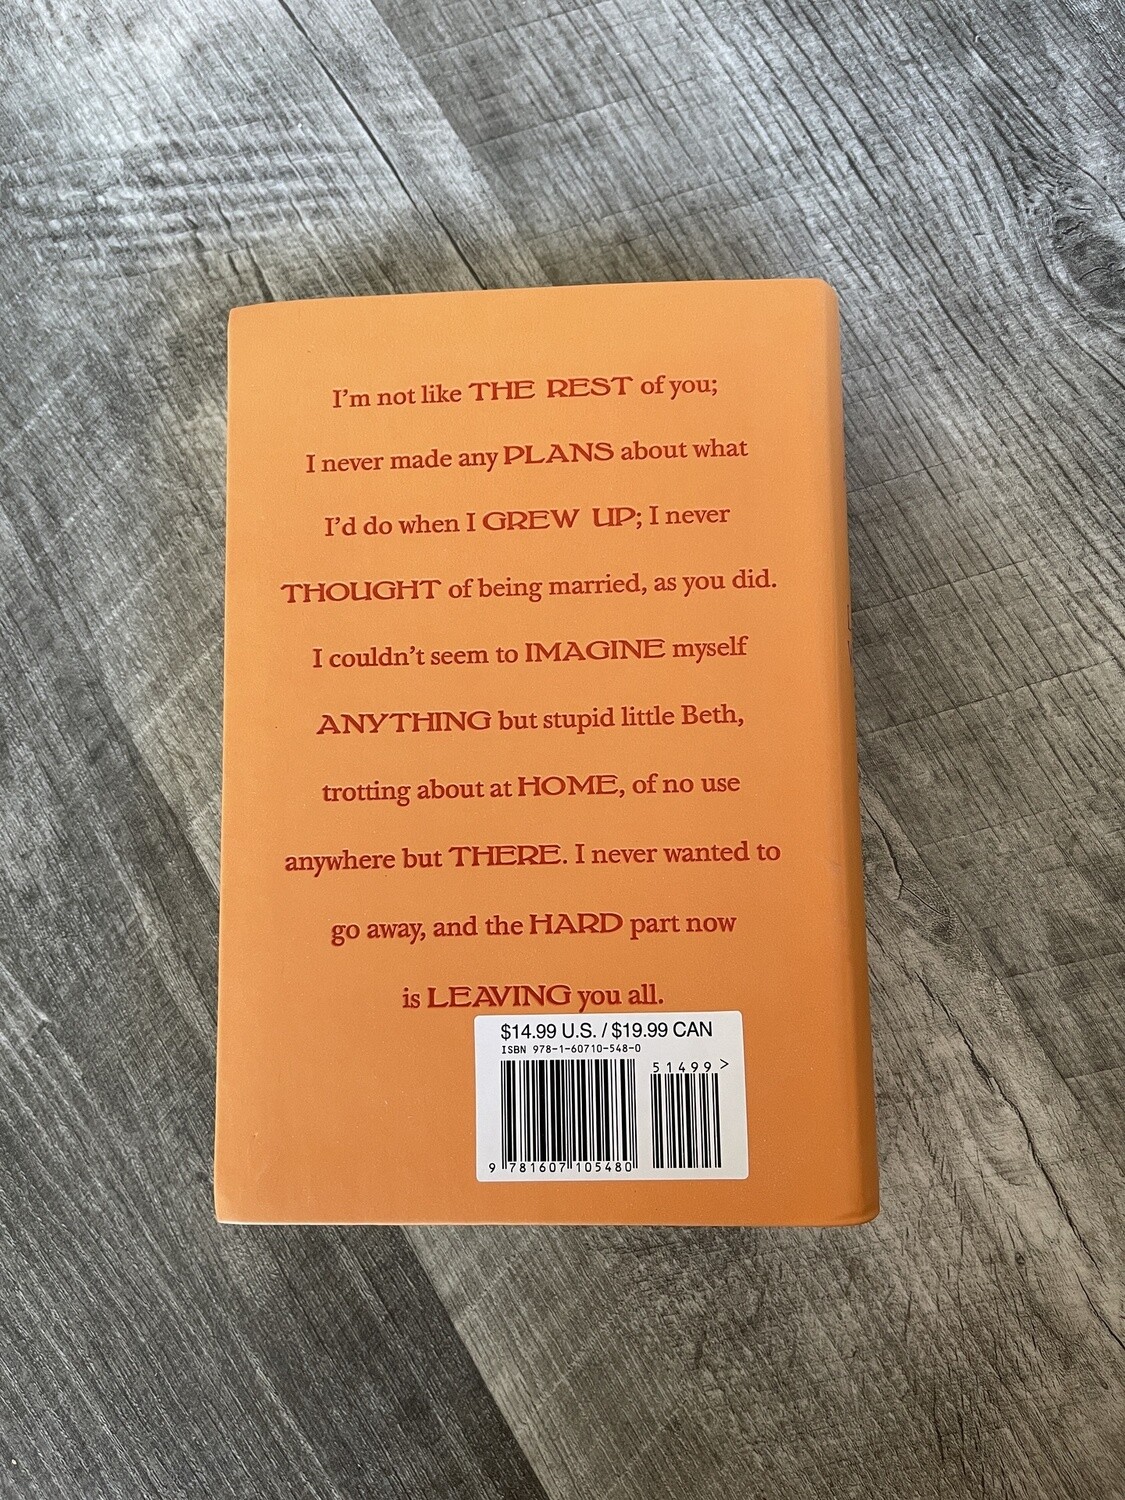 I'm not like THE REST of you;
I never made any PLANS about what
I'd do when I GREW UP; I never
THOUGHT of being married, as you did.
I couldn't seem to IMAGINE myself
ANYTHING but stupid little Beth,
trotting about at HOME, of no use
anywhere but THERE. I never wanted to
go away, and the HARD part now
is LEAVING you all.
$14.99 U.S. / $19.99 CAN
ISBN 978-1-60710-548-0
51499>
9 781607 105480